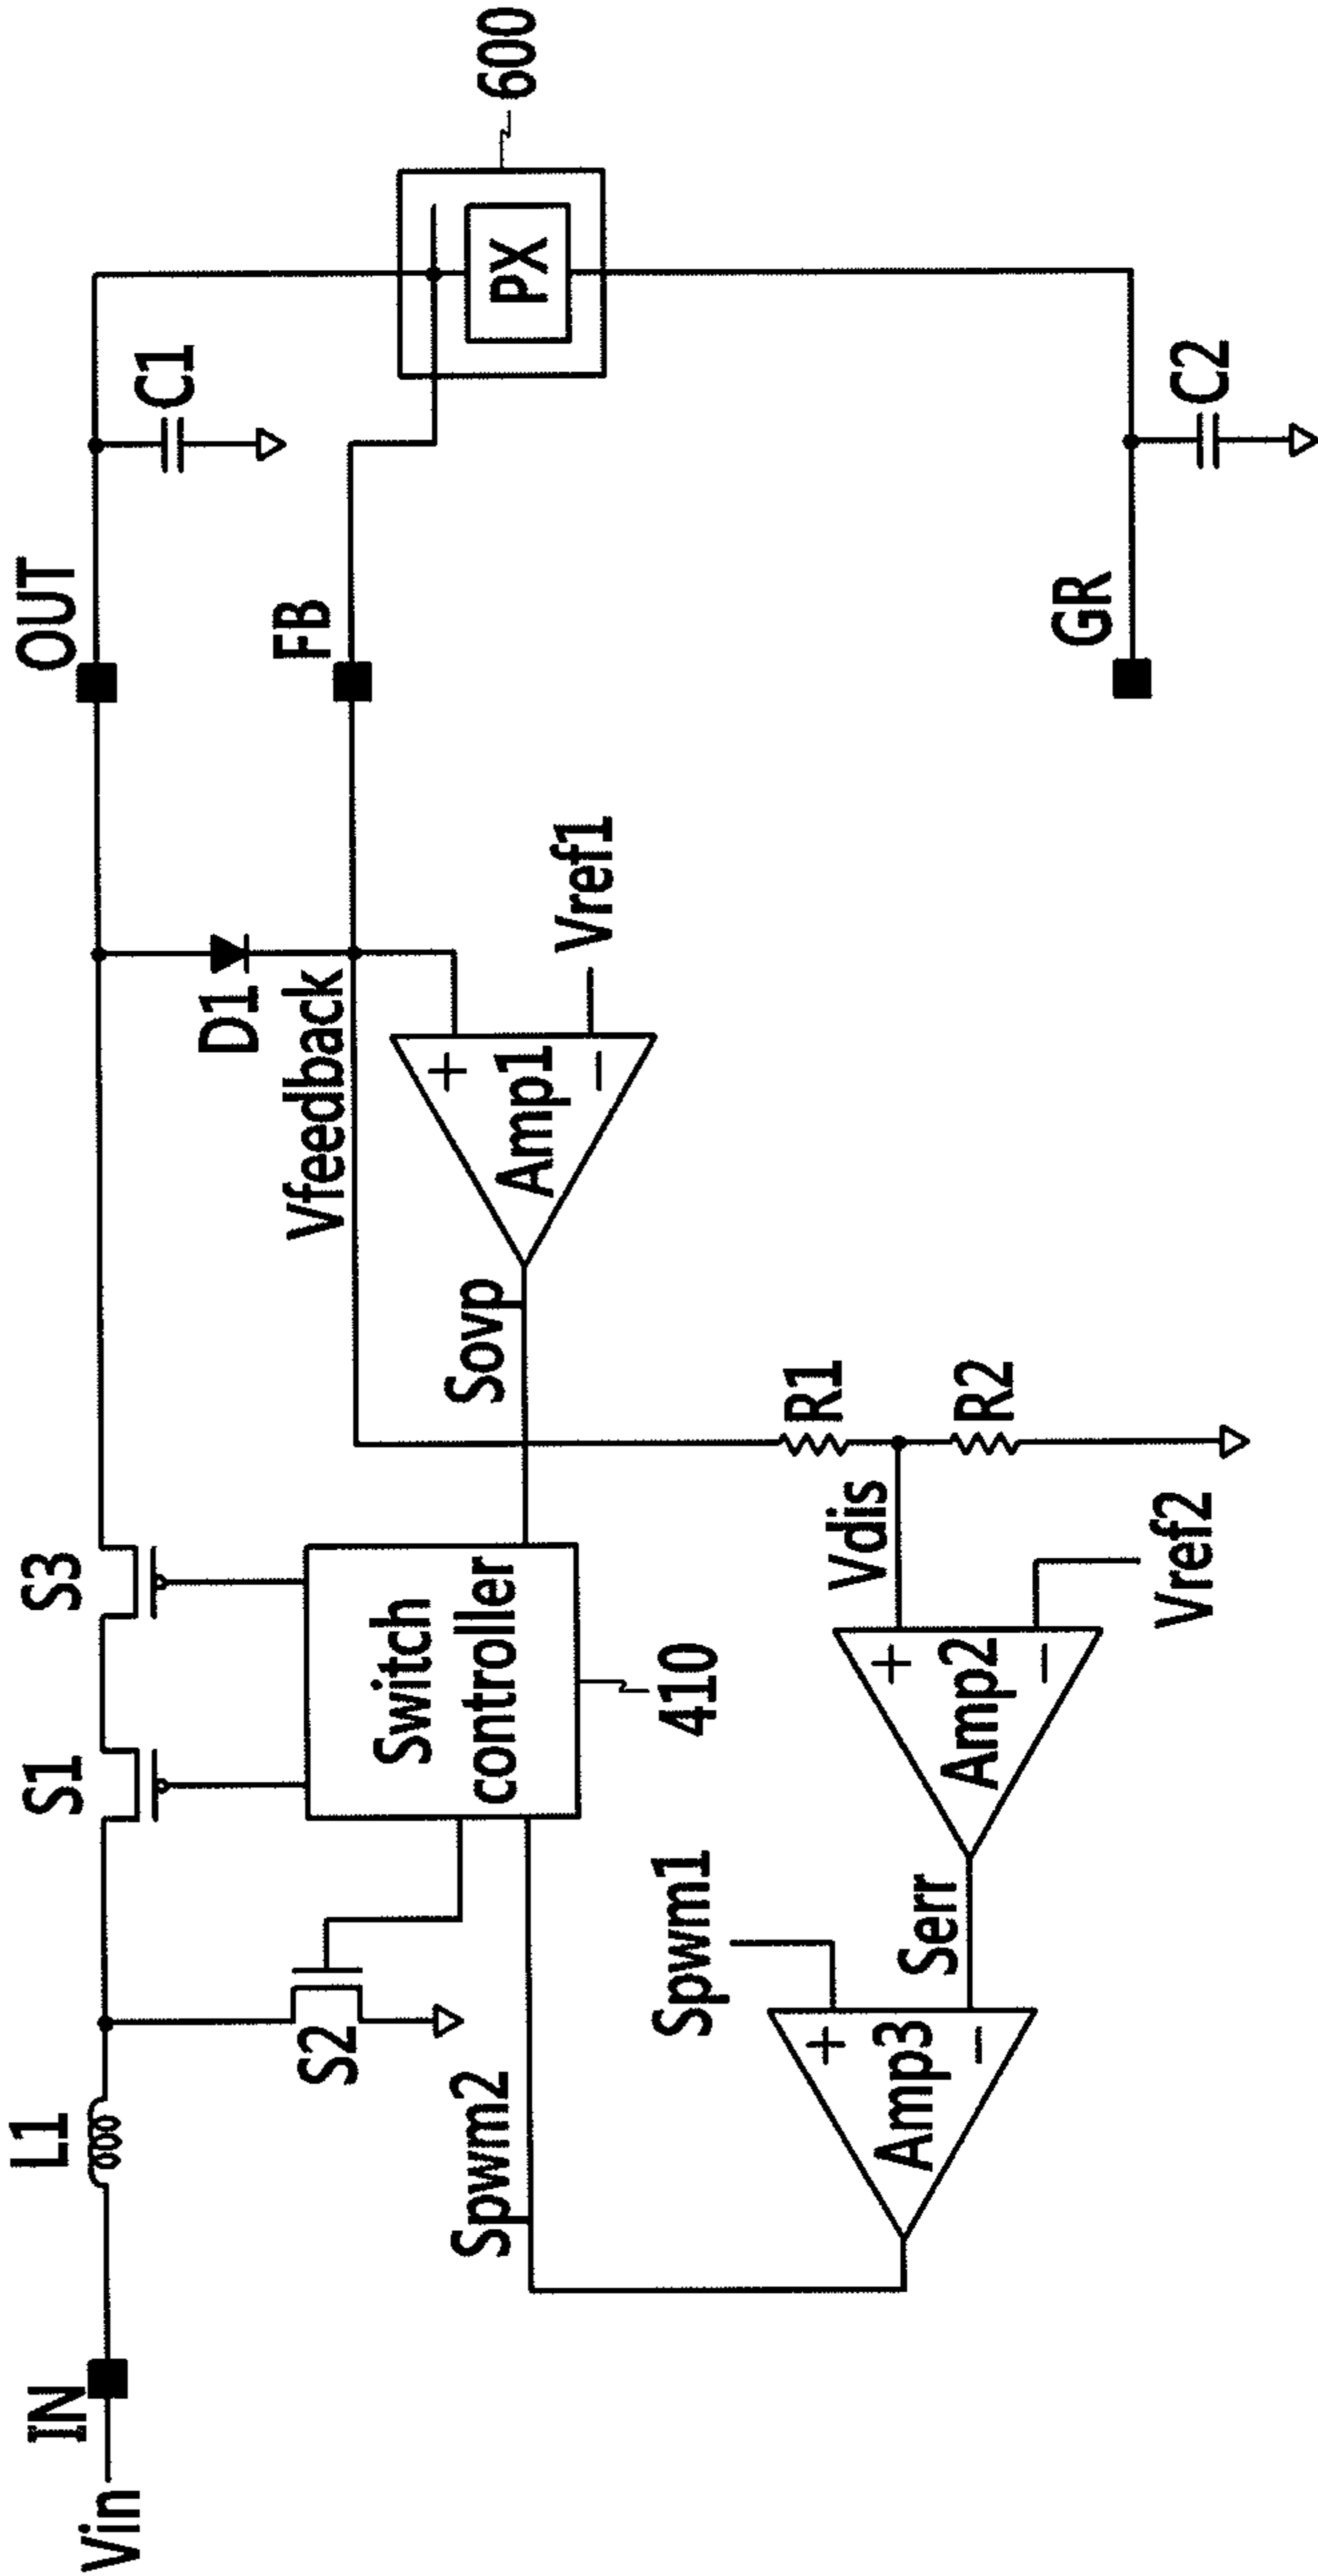 Vin
IN
L1
S2
S1
S3
D1
OUT
C1
FB
Vfeedback
600
PX
Switch
controller
410
Sovp
+
Amp1
−
Vref1
Spwm2
Spwm1
+
Amp3
−
Serr
+
Amp2
−
Vdis
Vref2
R1
R2
GR
C2